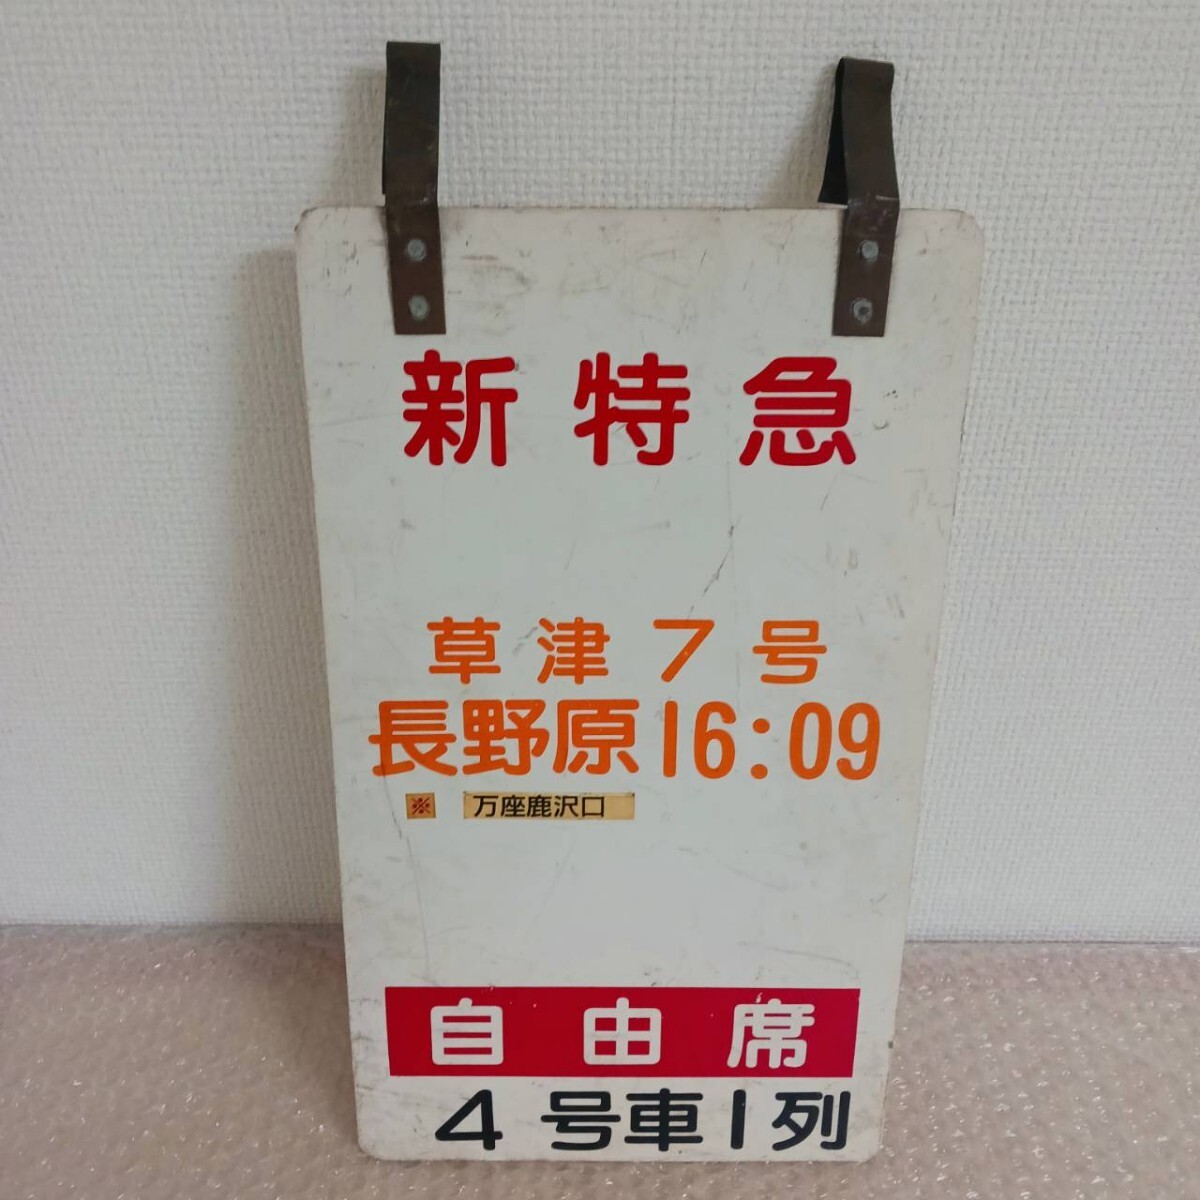 新特急
草津7号
長野原16:09
※ 万座鹿沢口
自由席
4号車1列